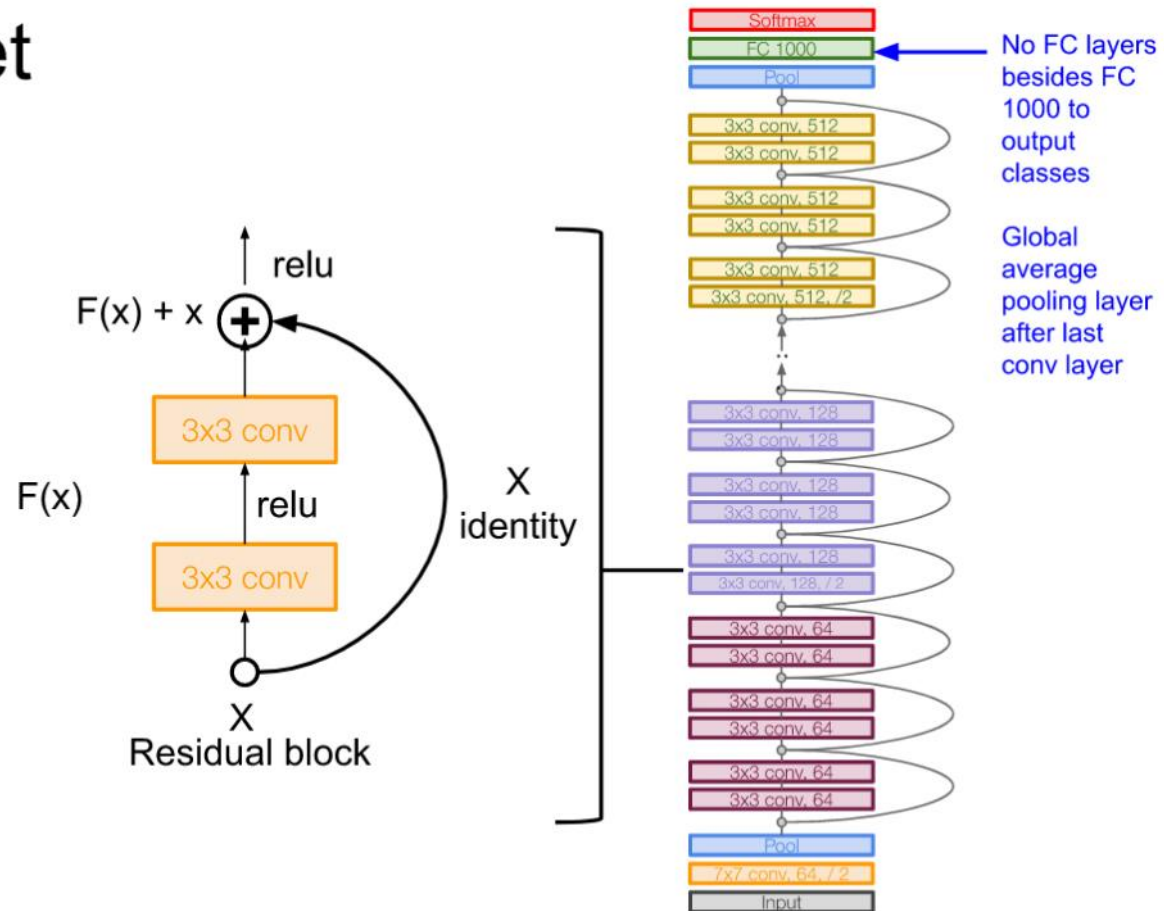 et
relu
F(x) + x
3x3 conv
F(x)
relu
3x3 conv
X
Residual block
X
identity
Softmax
FC 1000
Pool
3x3 conv, 512
3x3 conv, 512
3x3 conv, 512
3x3 conv, 512
3x3 conv, 512
3x3 conv, 512, /2
..
3x3 conv, 128
3x3 conv, 128
3x3 conv, 128
3x3 conv, 128
3x3 conv, 128
3x3 conv, 128, / 2
3x3 conv, 64
3x3 conv, 64
3x3 conv, 64
3x3 conv, 64
3x3 conv, 64
3x3 conv, 64
Pool
7x7 conv, 64, / 2
Input
No FC layers
besides FC
1000 to
output
classes
Global
average
pooling layer
after last
conv layer